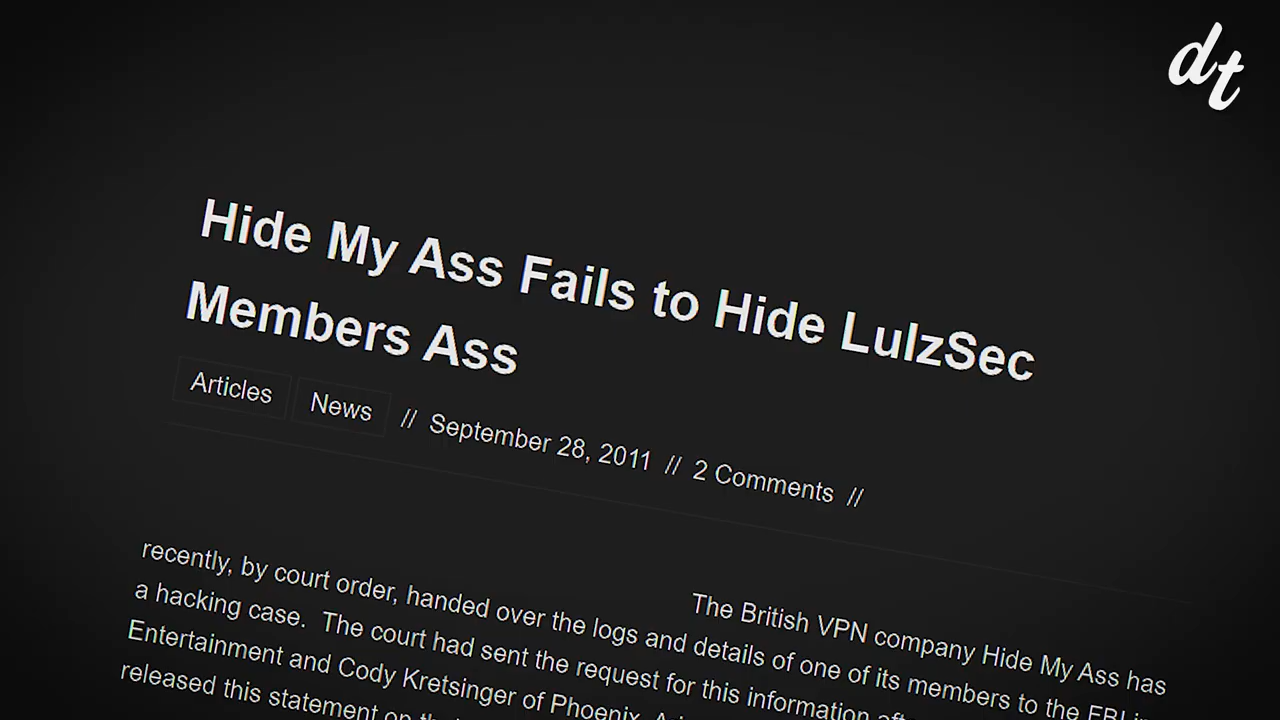 dt
Hide My Ass Fails to Hide LulzSec
Members Ass
Articles News // September 28, 2011 // 2 Comments //
The British VPN company Hide My Ass has
recently, by court order, handed over the logs and details of one of its members to the FBI in
a hacking case. The court had sent the request for this information
Entertainment and Cody Kretsinger of Phoenix,
released this statement on